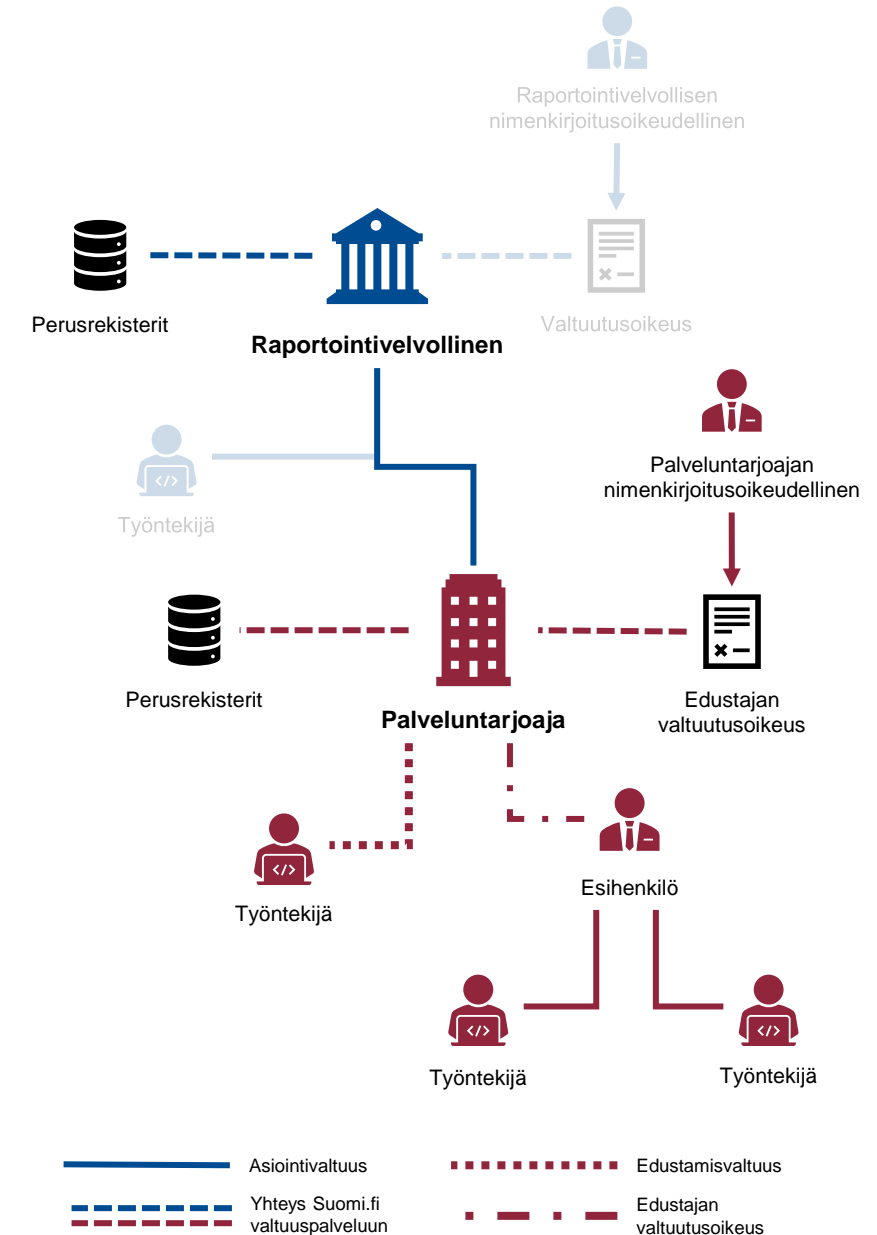 Raportointivelvollisen
nimenkirjoitusoikeudellinen
Perusrekisterit
Valtuutusoikeus
Raportointivelvollinen
Palveluntarjoajan
nimenkirjoitusoikeudellinen
</>
Työntekijä
Perusrekisterit
Edustajan
valtuutusoikeus
Palveluntarjoaja
</>
Työntekijä
Esihenkilö
</>
Työntekijä
</>
Työntekijä
Asiointivaltuus
Edustamisvaltuus
Yhteys Suomi.fi
valtuuspalveluun
Edustajan
valtuutusoikeus